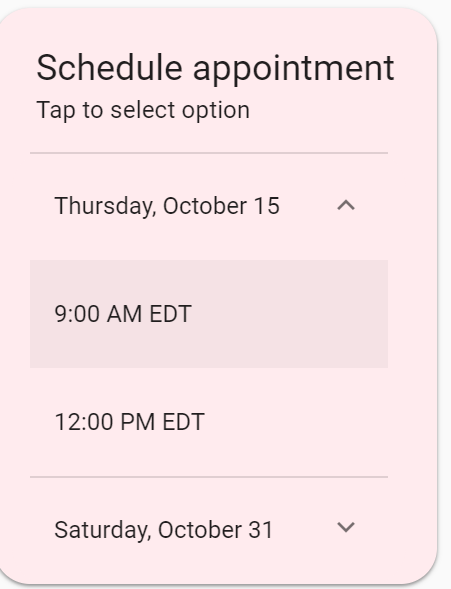 Schedule appointment
Tap to select option
Thursday, October 15
9:00 AM EDT
12:00 PM EDT
Saturday, October 31